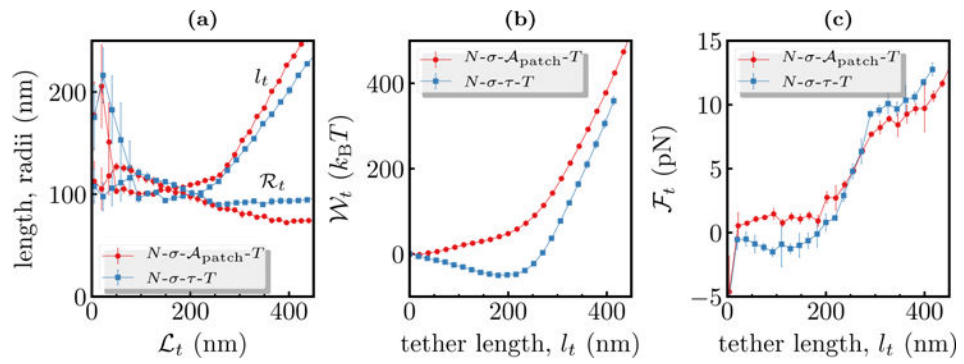 (a)
length, radii (nm)
200
100
0
l_t
R_t
N-σ-A_patch-T
N-σ-τ-T
0
200
400
L_t (nm)
(b)
W_t (k_BT)
400
200
0
N-σ-A_patch-T
N-σ-τ-T
0
200
400
tether length, l_t (nm)
(c)
F_t (pN)
15
10
5
0
−5
N-σ-A_patch-T
N-σ-τ-T
0
200
400
tether length, l_t (nm)